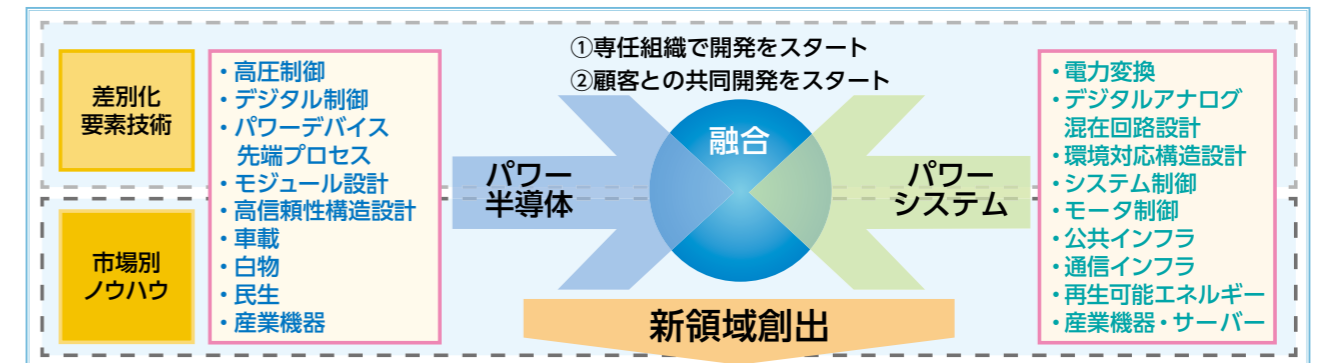 ①専任組織で開発をスタート
②顧客との共同開発をスタート
差別化
要素技術
市場別
ノウハウ
・高圧制御
・デジタル制御
・パワーデバイス
先端プロセス
・モジュール設計
・高信頼性構造設計
・車載
・白物
・民生
・産業機器
パワー
半導体
融合
パワー
システム
新領域創出
・電力変換
・デジタルアナログ
混在回路設計
・環境対応構造設計
・システム制御
・モータ制御
・公共インフラ
・通信インフラ
・再生可能エネルギー
・産業機器・サーバー